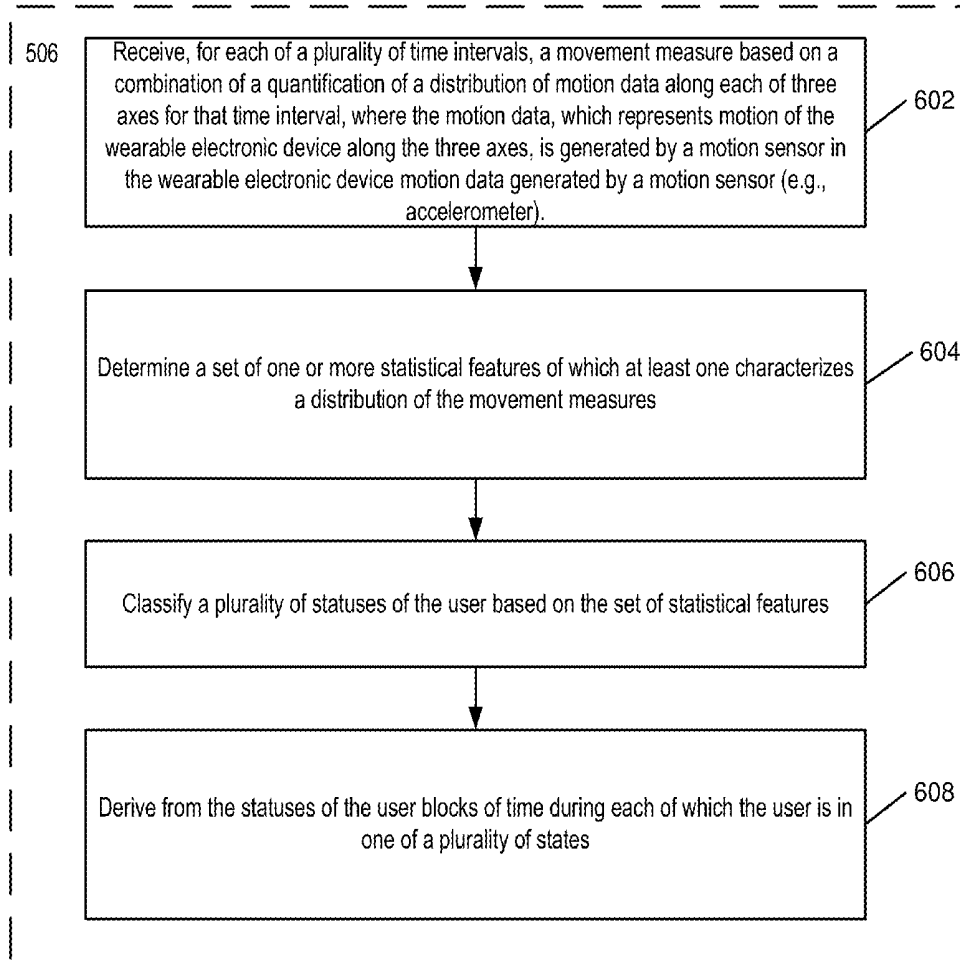 506
Receive, for each of a plurality of time intervals, a movement measure based on a
combination of a quantification of a distribution of motion data along each of three
axes for that time interval, where the motion data, which represents motion of the
wearable electronic device along the three axes, is generated by a motion sensor in
the wearable electronic device motion data generated by a motion sensor (e.g.,
accelerometer).
602
Determine a set of one or more statistical features of which at least one characterizes
a distribution of the movement measures
604
Classify a plurality of statuses of the user based on the set of statistical features
606
Derive from the statuses of the user blocks of time during each of which the user is in
one of a plurality of states
608